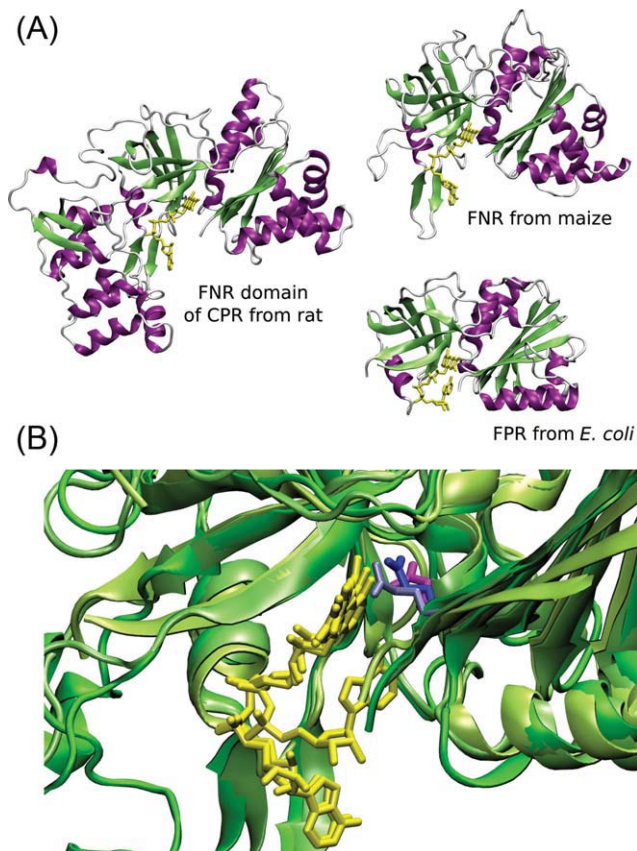 (A)
FNR from maize
FNR domain
of CPR from rat
FPR from E. coli
(B)